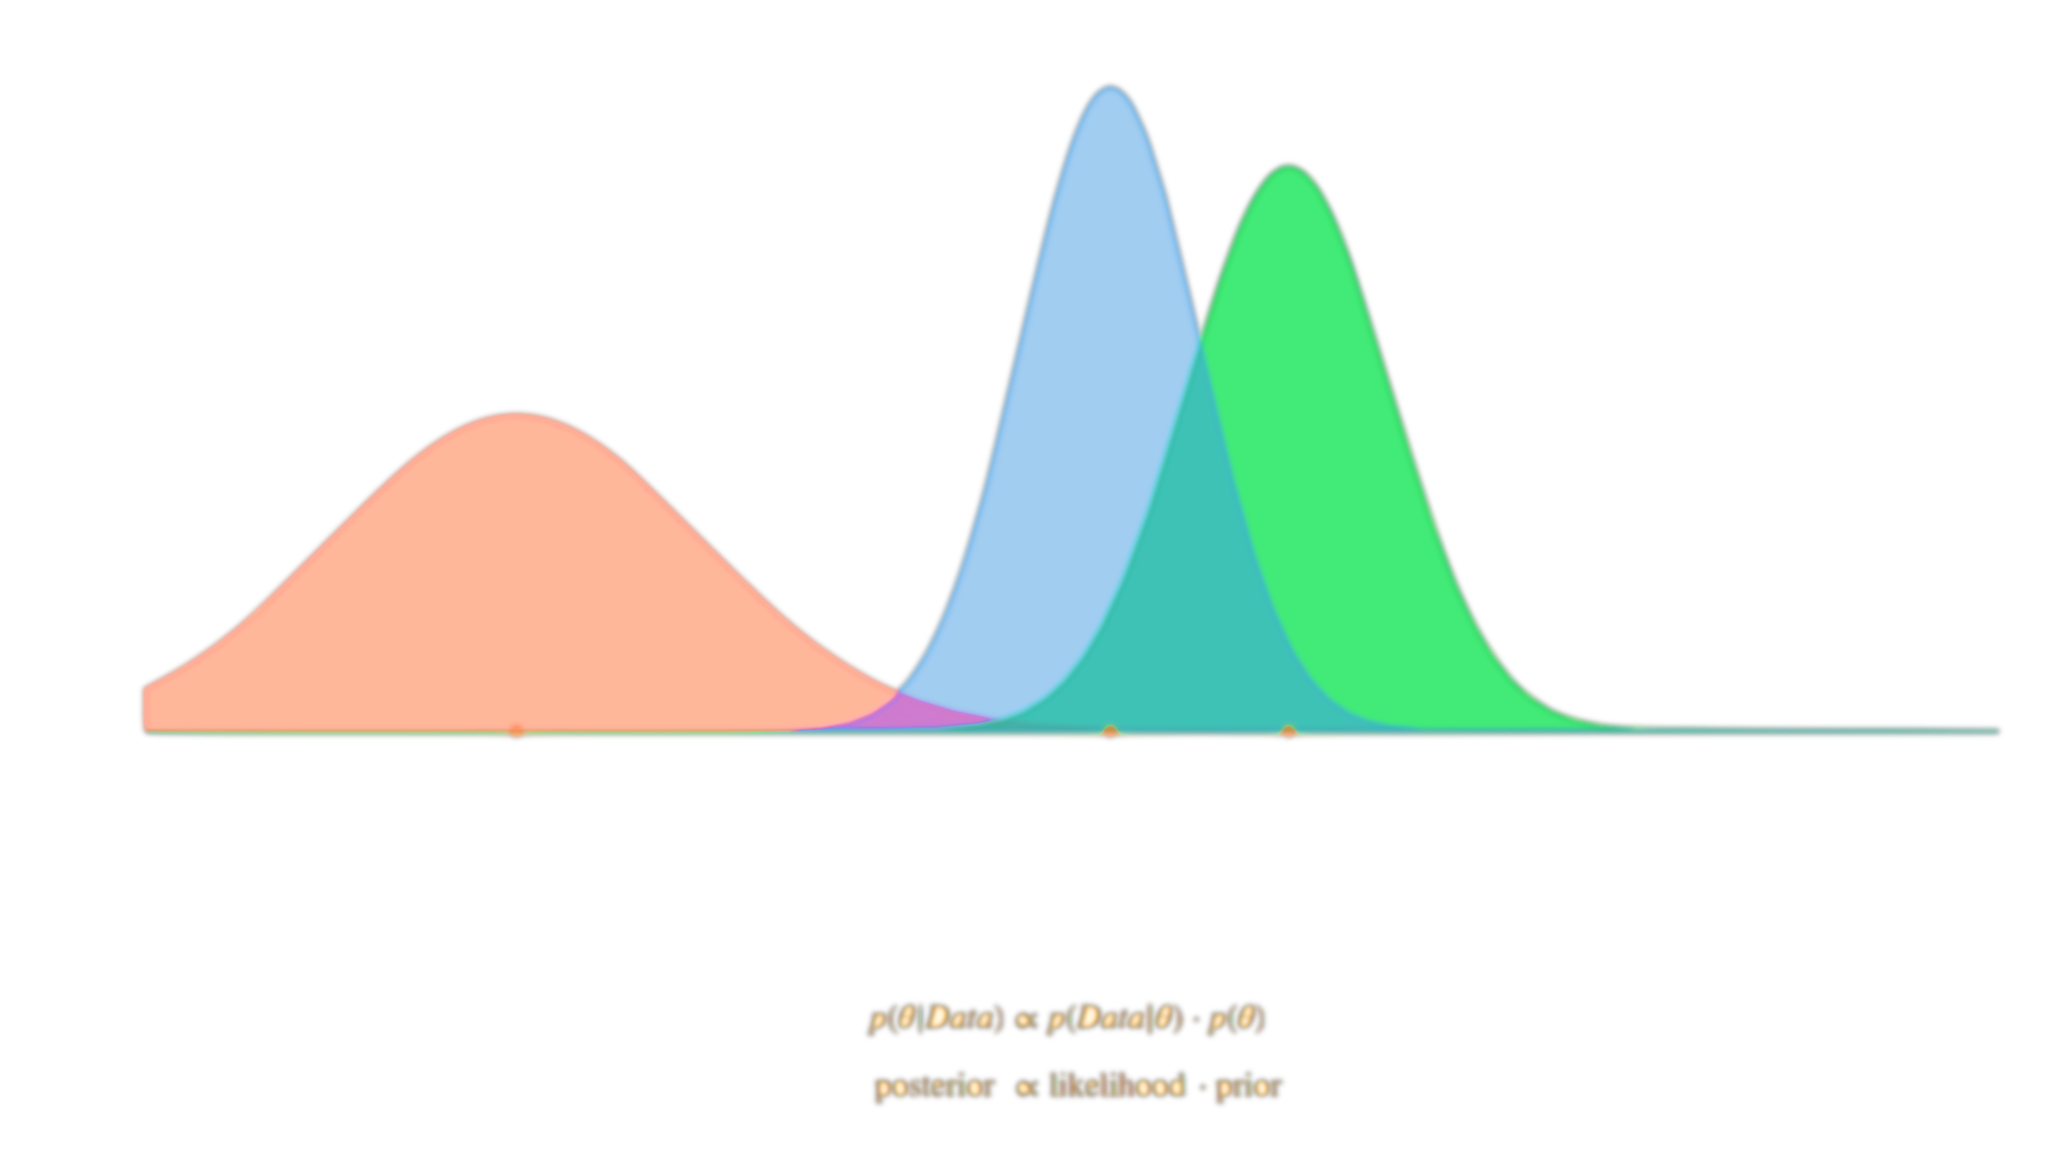 p(θ|Data) ∝ p(Data|θ) · p(θ)
posterior ∝ likelihood · prior